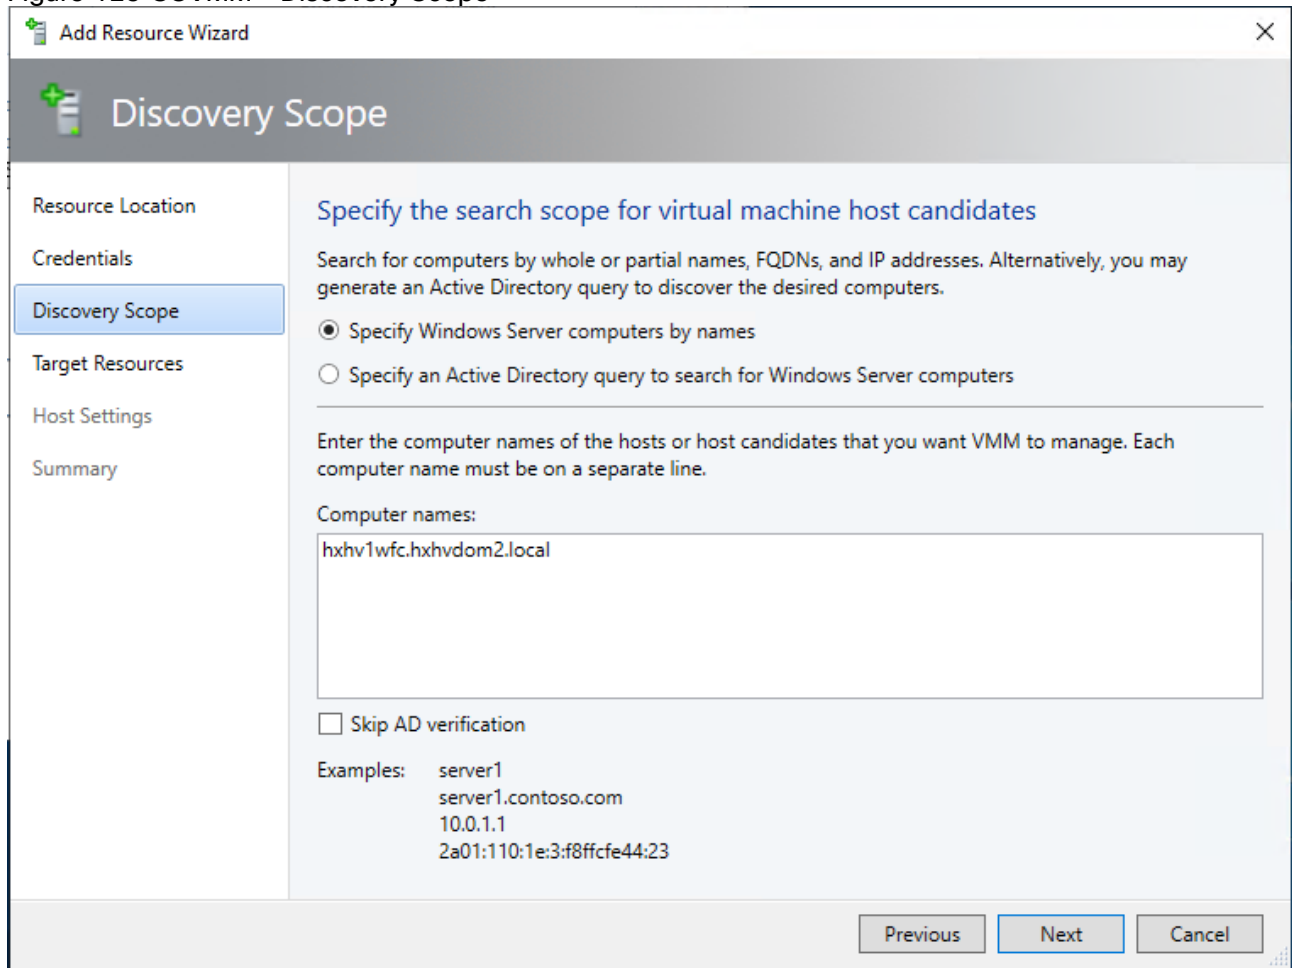 Add Resource Wizard
Discovery Scope
Resource Location
Credentials
Discovery Scope
Target Resources
Host Settings
Summary
Specify the search scope for virtual machine host candidates
Search for computers by whole or partial names, FQDNs, and IP addresses. Alternatively, you may
generate an Active Directory query to discover the desired computers.
Specify Windows Server computers by names
Specify an Active Directory query to search for Windows Server computers
Enter the computer names of the hosts or host candidates that you want VMM to manage. Each
computer name must be on a separate line.
Computer names:
hxhv1wfc.hxhvdom2.local
Skip AD verification
Examples: server1
server1.contoso.com
10.0.1.1
2a01:110:1e:3:f8ffcfe44:23
Previous Next Cancel